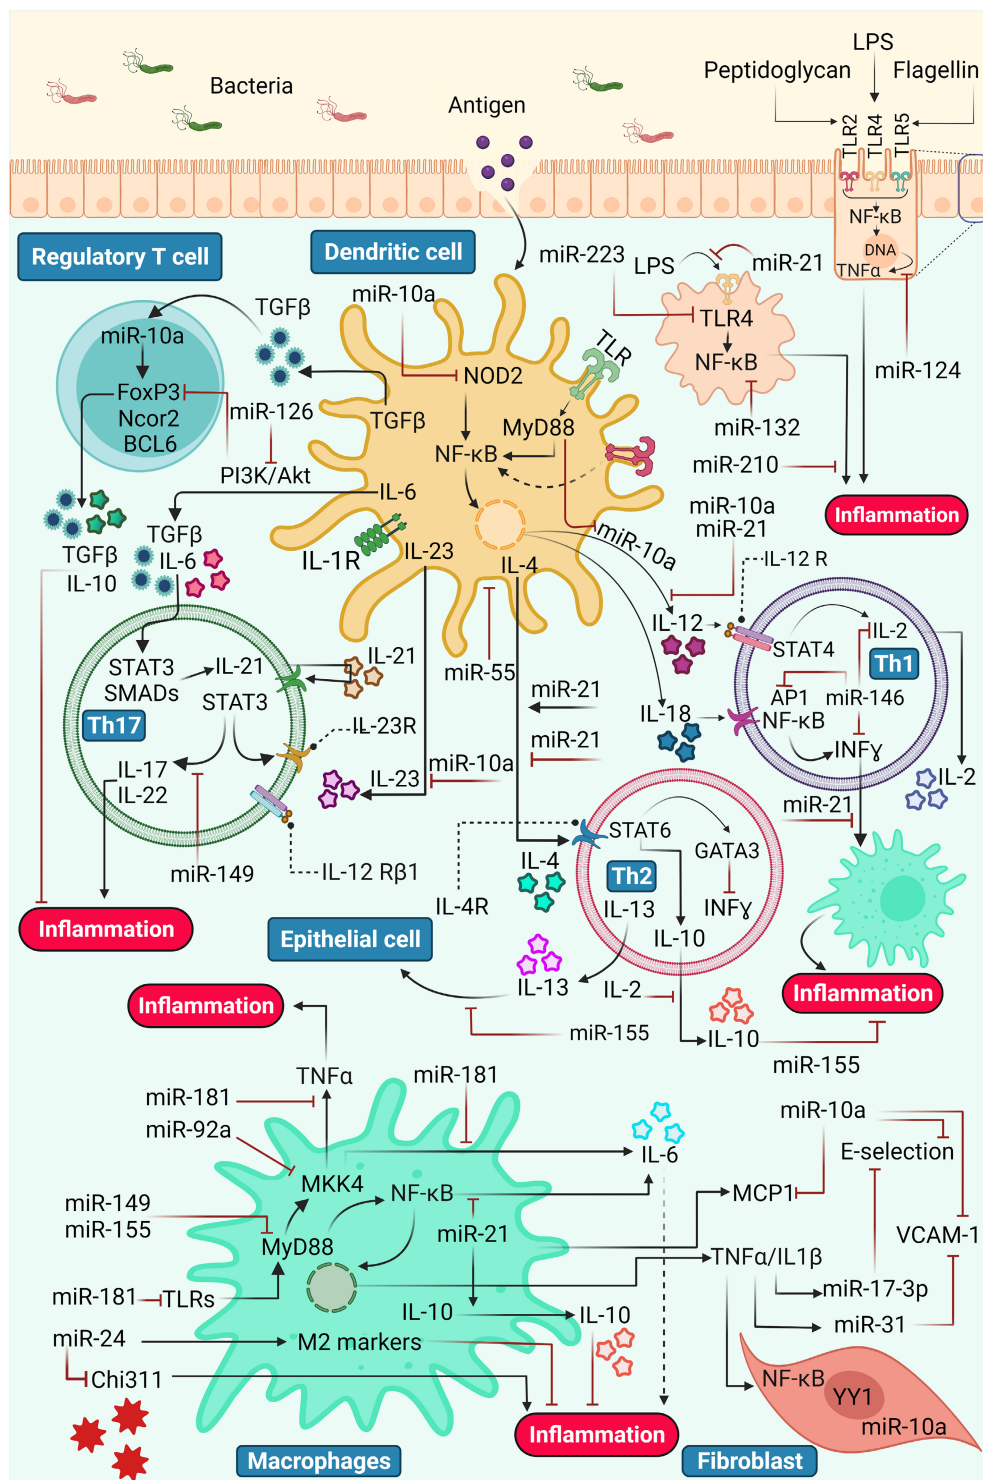 LPS
Peptidoglycan
Flagellin
Bacteria
Antigen
TLR2
TLR4
TLR5
NF-κB
DNA
TNFα
Regulatory T cell
Dendritic cell
miR-223
LPS
miR-21
miR-10a
TGFβ
TLR4
NF-κB
miR-124
miR-10a
FoxP3
Ncor2
BCL6
miR-126
PI3K/Akt
TGFβ
NOD2
TLR
MyD88
NF-κB
miR-132
miR-210
Inflammation
IL-6
TGFβ
IL-6
TGFβ
IL-10
IL-1R
IL-23
IL-4
miR-10a
miR-10a
miR-21
IL-12 R
IL-12
STAT4
IL-2
Th1
AP1
miR-146
NF-κB
INFɣ
IL-18
IL-2
miR-55
miR-21
miR-21
miR-10a
miR-21
STAT3
SMADs
IL-21
IL-21
STAT3
Th17
IL-23R
IL-23
IL-17
IL-22
miR-149
IL-12 Rβ1
IL-4R
IL-4
STAT6
GATA3
Th2
IL-13
INFɣ
IL-10
Inflammation
Epithelial cell
IL-13
IL-2
Inflammation
Inflammation
miR-155
IL-10
miR-155
TNFα
miR-181
miR-181
miR-92a
MKK4
NF-κB
IL-6
miR-149
miR-155
MyD88
miR-21
miR-181
TLRs
IL-10
IL-10
miR-24
M2 markers
Chi311
Inflammation
Macrophages
miR-10a
E-selection
MCP1
VCAM-1
TNFα/IL1β
miR-17-3p
miR-31
NF-κB
YY1
miR-10a
Fibroblast